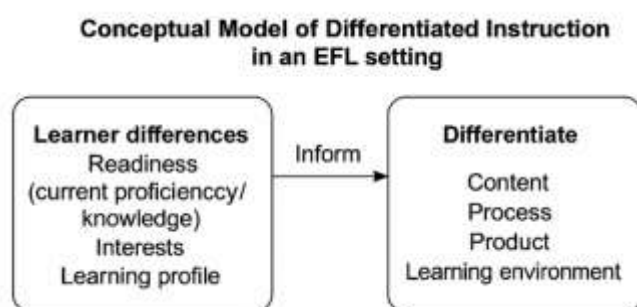 Conceptual Model of Differentiated Instruction
in an EFL setting
Learner differences
Readiness
(current proficienccy/
knowledge)
Interests
Learning profile
Inform
Differentiate
Content
Process
Product
Learning environment